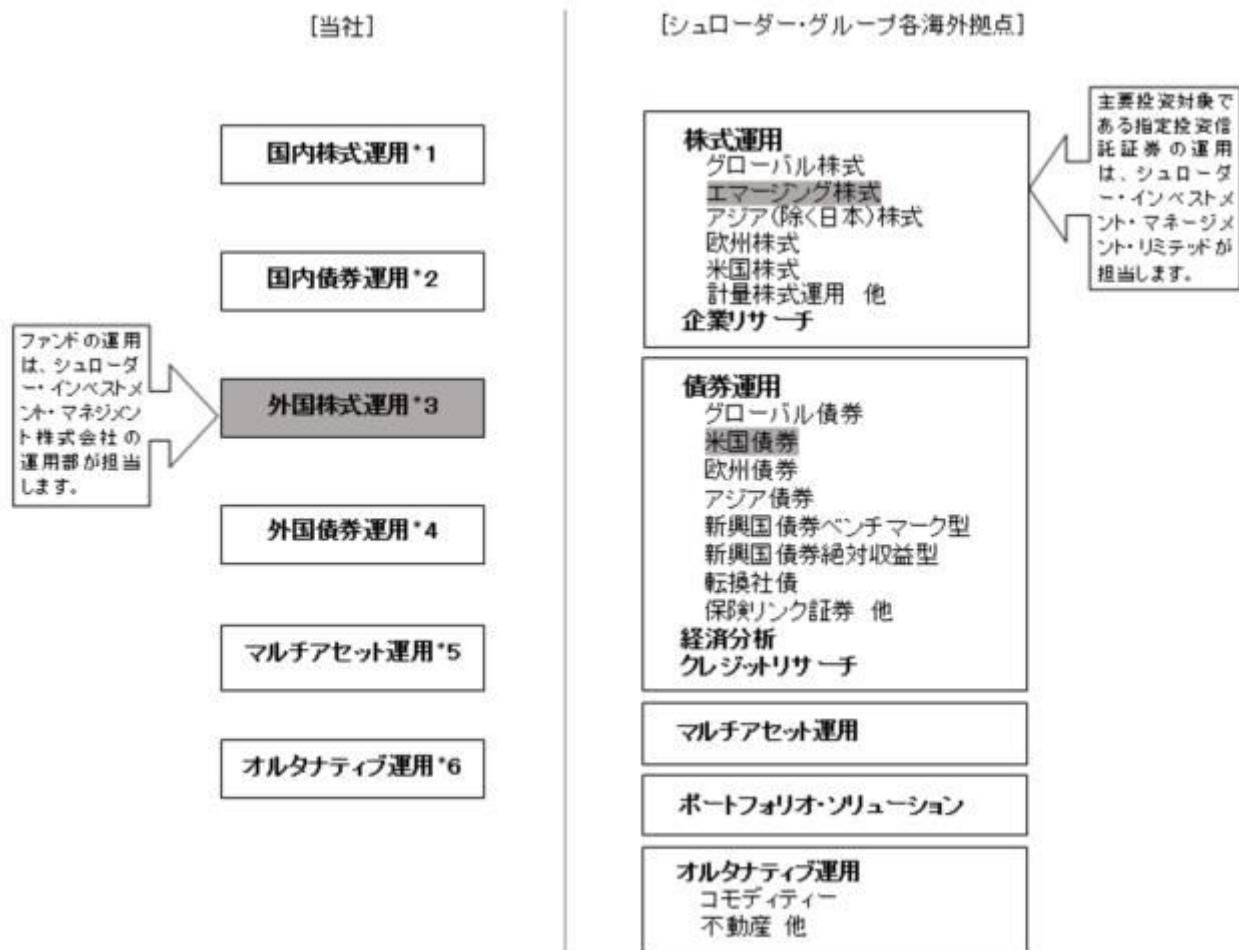 [当社]
国内株式運用*1
国内債券運用*2
ファンドの運用
は、シュローダ
ー・インベストメ
ント・マネジメン
ト株式会社の
運用部が担当
します。
外国株式運用*3
外国債券運用*4
マルチアセット運用*5
オルタナティブ運用*6
[シュローダー・グループ各海外拠点]
株式運用
グローバル株式
エマージング株式
アジア(除く日本)株式
欧州株式
米国株式
計量株式運用 他
企業リサーチ
主要投資対象で
ある指定投資信
託証券の運用
は、シュローダ
ー・インベストメ
ント・マネージメ
ント・リミテッドが
担当します。
債券運用
グローバル債券
米国債券
欧州債券
アジア債券
新興国債券ベンチマーク型
新興国債券絶対収益型
転換社債
保険リンク証券 他
経済分析
クレジットリサーチ
マルチアセット運用
ポートフォリオ・ソリューション
オルタナティブ運用
コモディティー
不動産 他